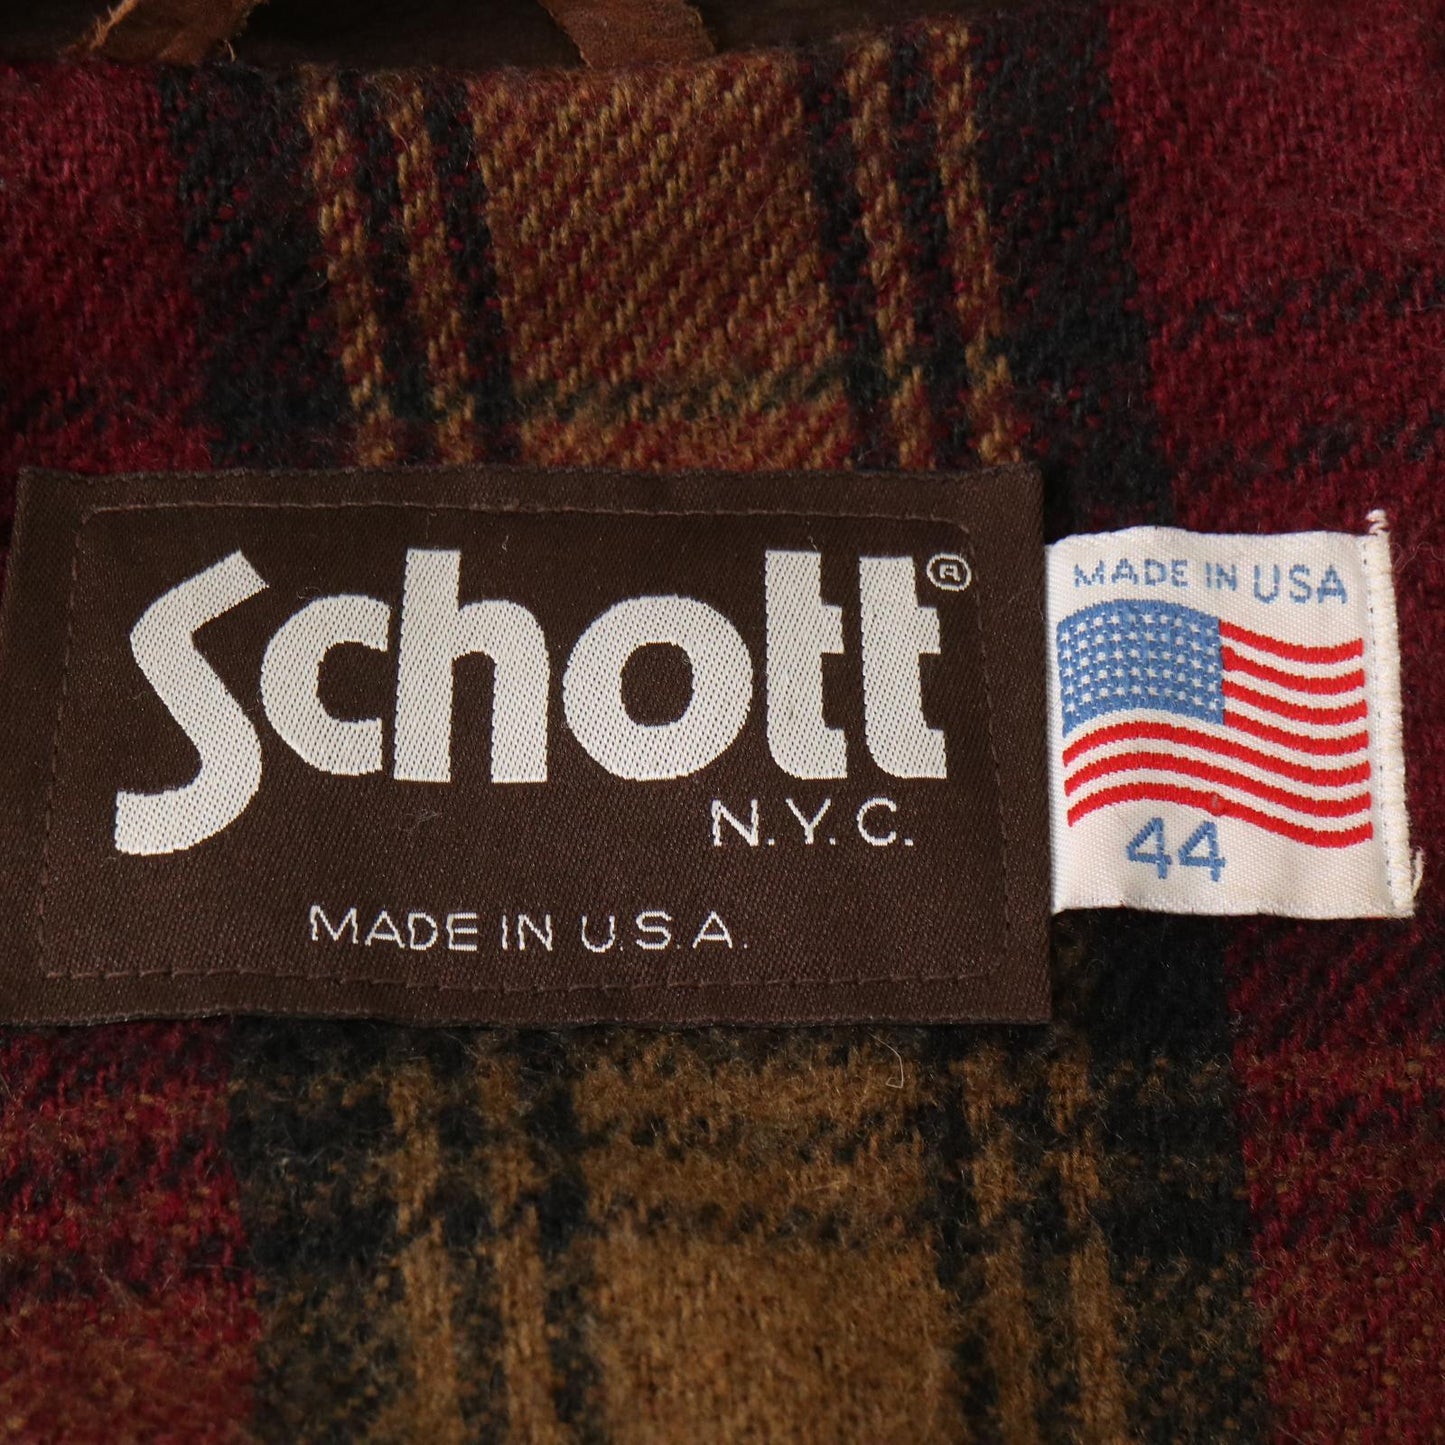 Schott®
N.Y.C.
MADE IN U.S.A.
MADE IN USA
44